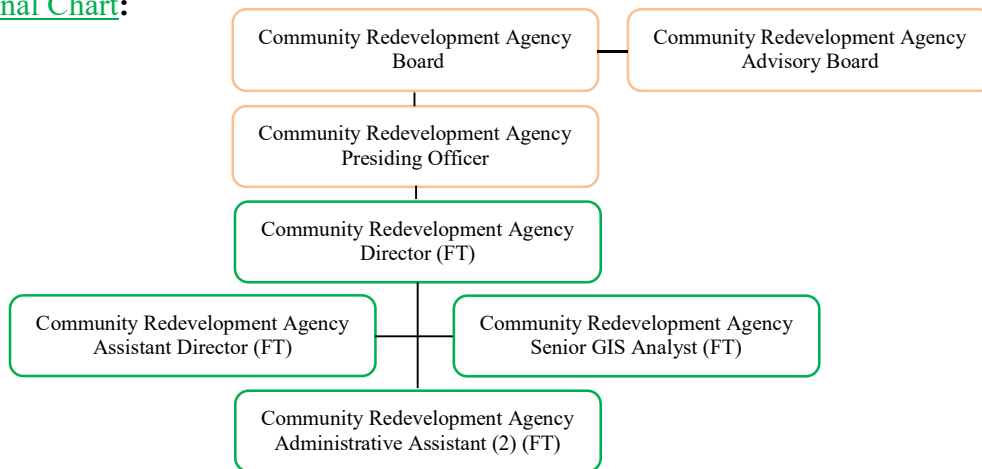 nal Chart:
Community Redevelopment Agency
Board
Community Redevelopment Agency
Advisory Board
Community Redevelopment Agency
Presiding Officer
Community Redevelopment Agency
Director (FT)
Community Redevelopment Agency
Assistant Director (FT)
Community Redevelopment Agency
Senior GIS Analyst (FT)
Community Redevelopment Agency
Administrative Assistant (2) (FT)